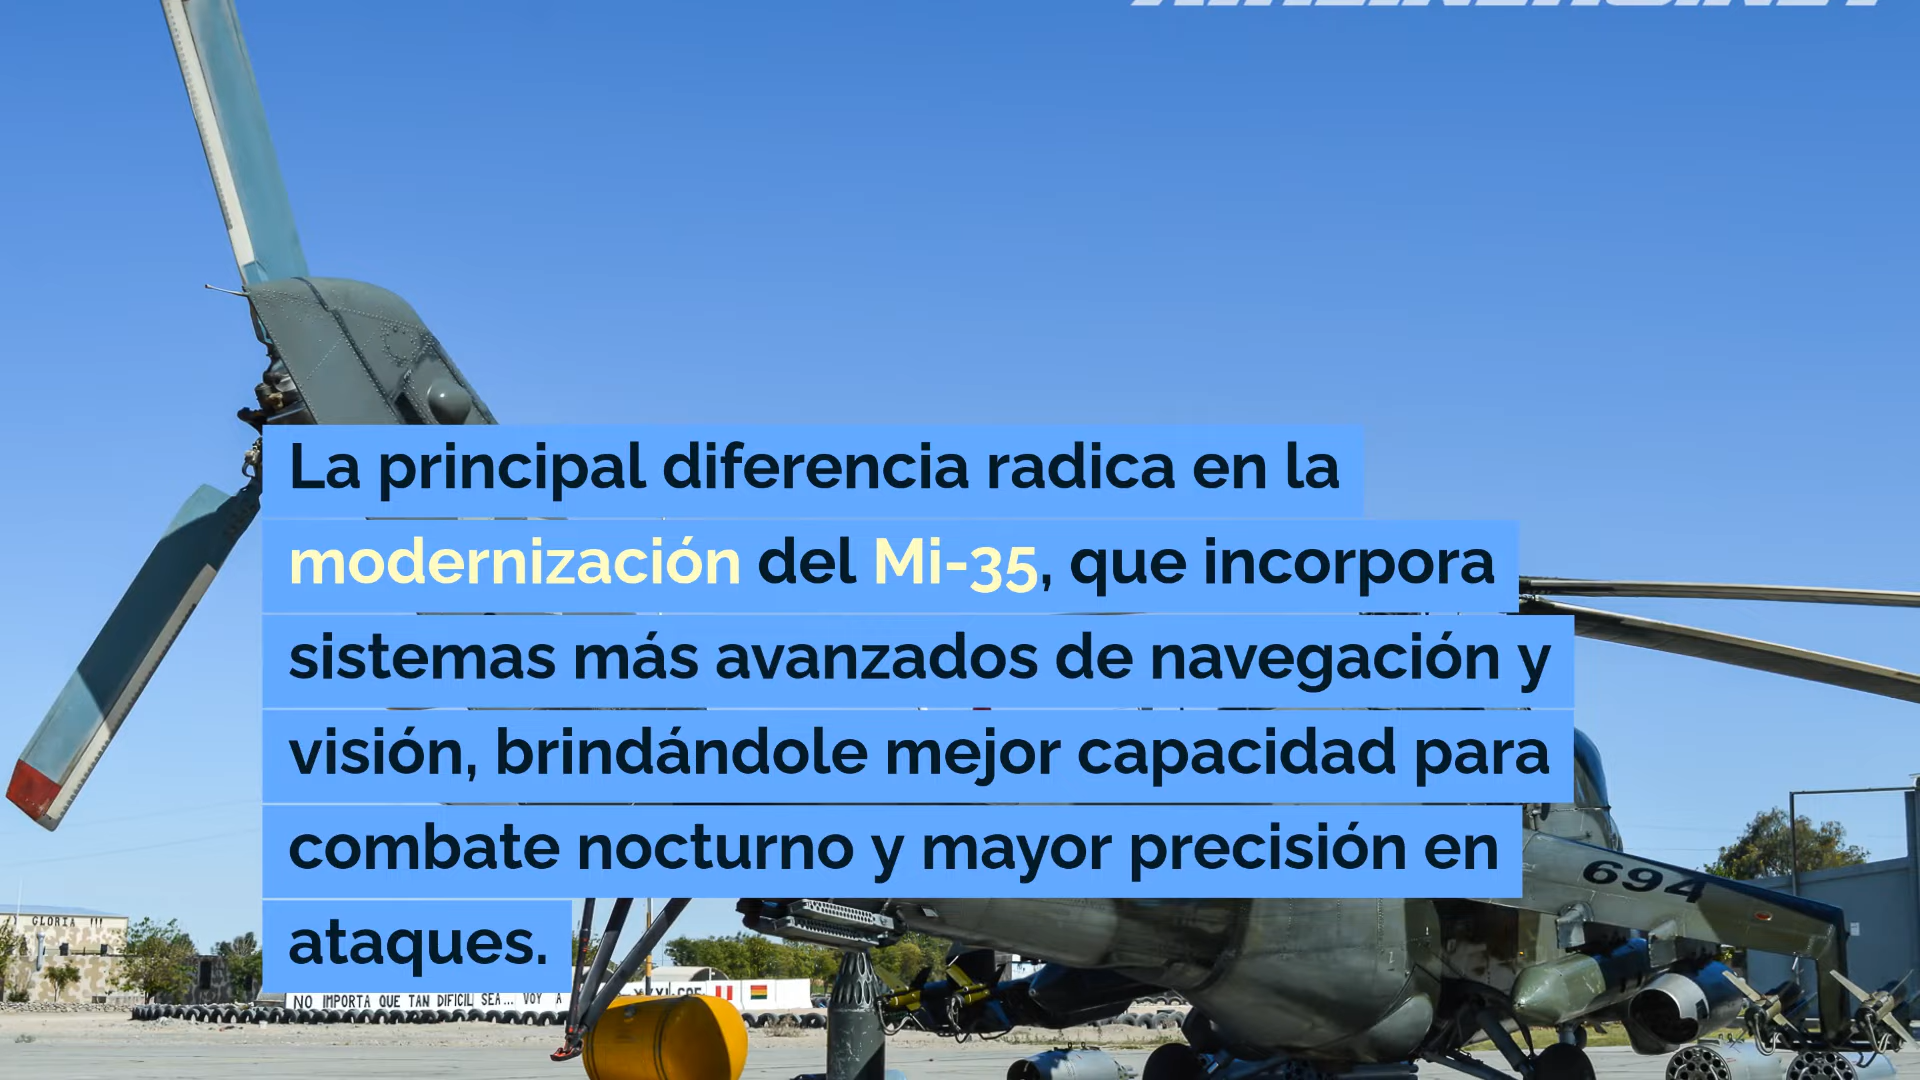 La principal diferencia radica en la
modernización del Mi-35, que incorpora
sistemas más avanzados de navegación y
visión, brindándole mejor capacidad para
combate nocturno y mayor precisión en
ataques.
694
GLORIA !!!
NO IMPORTA QUE TAN DIFICIL SEA... VOY A